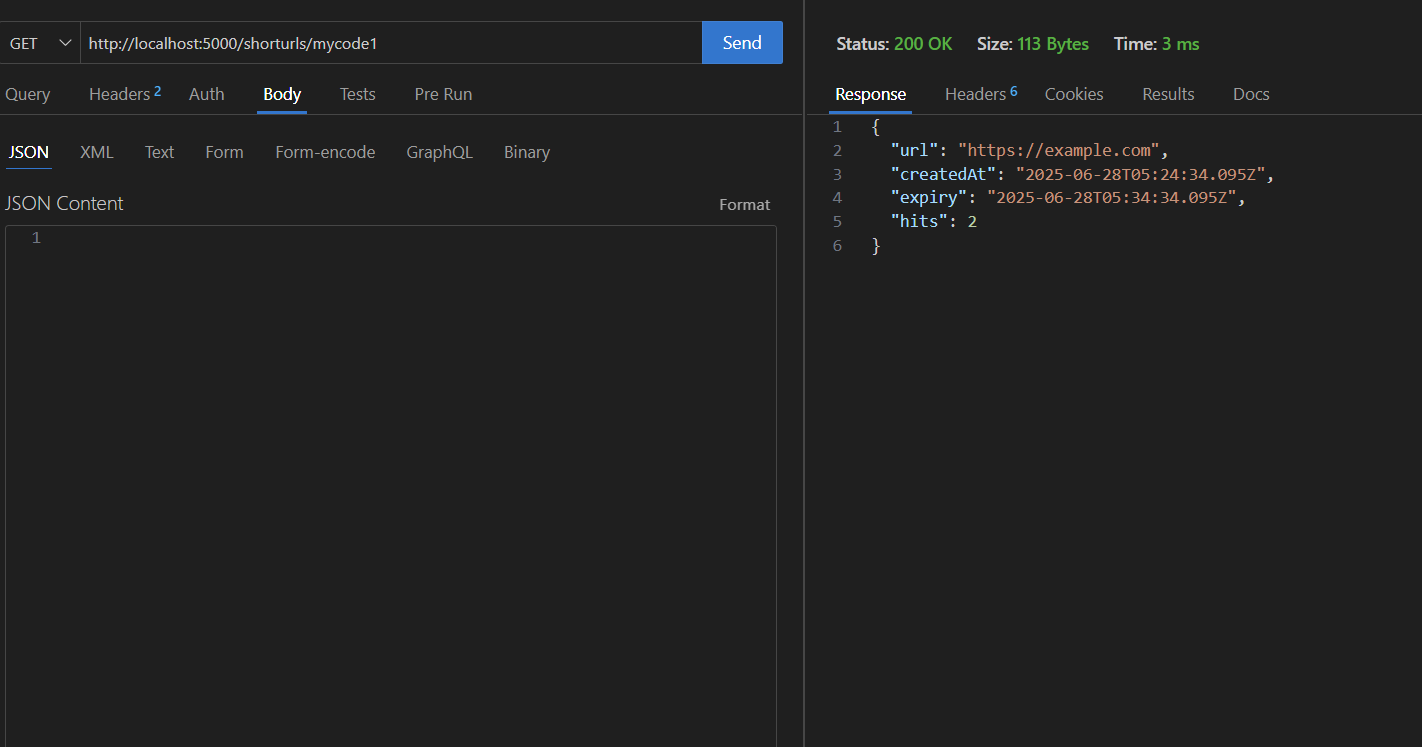 GET http://localhost:5000/shorturls/mycode1 Send
Query Headers 2 Auth Body Tests Pre Run
JSON XML Text Form Form-encode GraphQL Binary
JSON Content Format
1
Status: 200 OK Size: 113 Bytes Time: 3 ms
Response Headers 6 Cookies Results Docs
1 {
2 "url": "https://example.com",
3 "createdAt": "2025-06-28T05:24:34.095Z",
4 "expiry": "2025-06-28T05:34:34.095Z",
5 "hits": 2
6 }